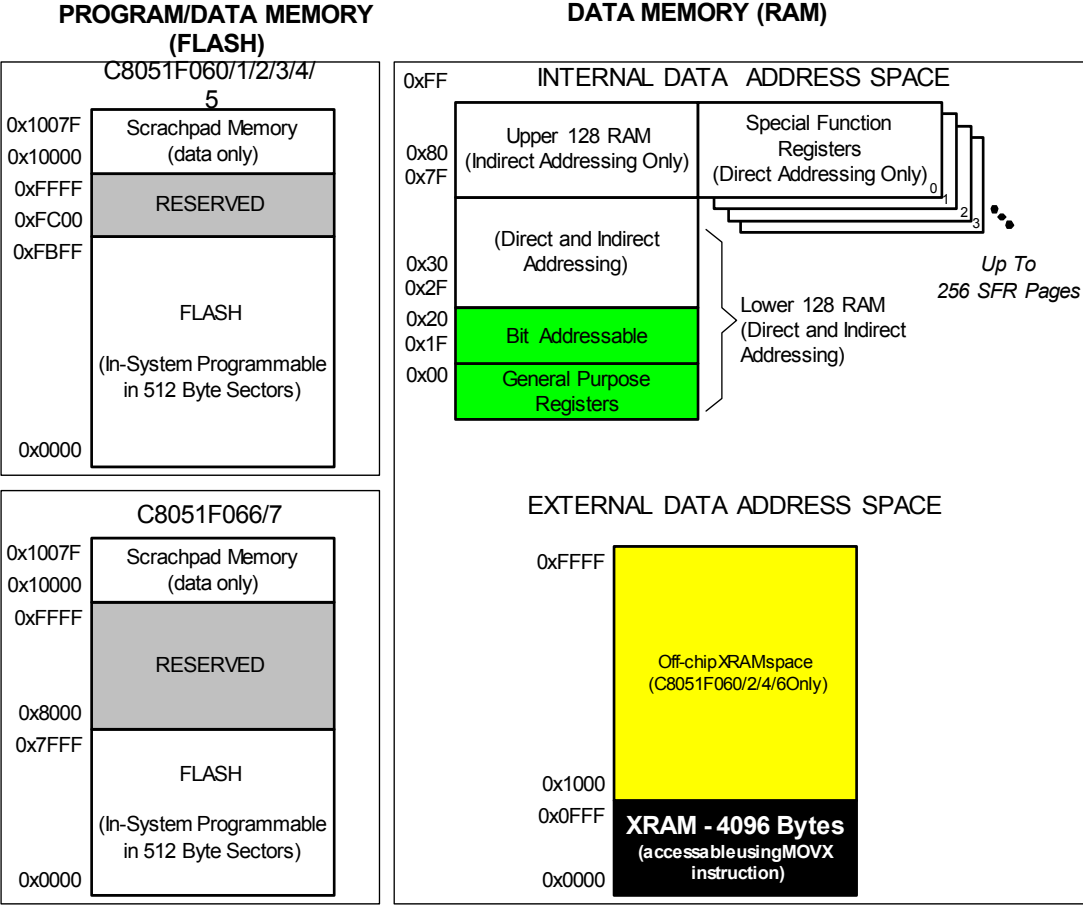 PROGRAM/DATA MEMORY
(FLASH)
C8051F060/1/2/3/4/
5
0x1007F
Scrachpad Memory
(data only)
0x10000
0xFFFF
RESERVED
0xFC00
0xFBFF
FLASH
(In-System Programmable
in 512 Byte Sectors)
0x0000
C8051F066/7
0x1007F
Scrachpad Memory
(data only)
0x10000
0xFFFF
RESERVED
0x8000
0x7FFF
FLASH
(In-System Programmable
in 512 Byte Sectors)
0x0000
DATA MEMORY (RAM)
INTERNAL DATA ADDRESS SPACE
0xFF
Upper 128 RAM
(Indirect Addressing Only)
0x80
0x7F
Special Function
Registers
(Direct Addressing Only)
0
1
2
3
Up To
256 SFR Pages
(Direct and Indirect
Addressing)
0x30
0x2F
Lower 128 RAM
(Direct and Indirect
Addressing)
0x20
Bit Addressable
0x1F
0x00
General Purpose
Registers
EXTERNAL DATA ADDRESS SPACE
0xFFFF
Off-chipXRAMspace
(C8051F060/2/4/6Only)
0x1000
0x0FFF
XRAM - 4096 Bytes
(accessableusingMOVX
instruction)
0x0000